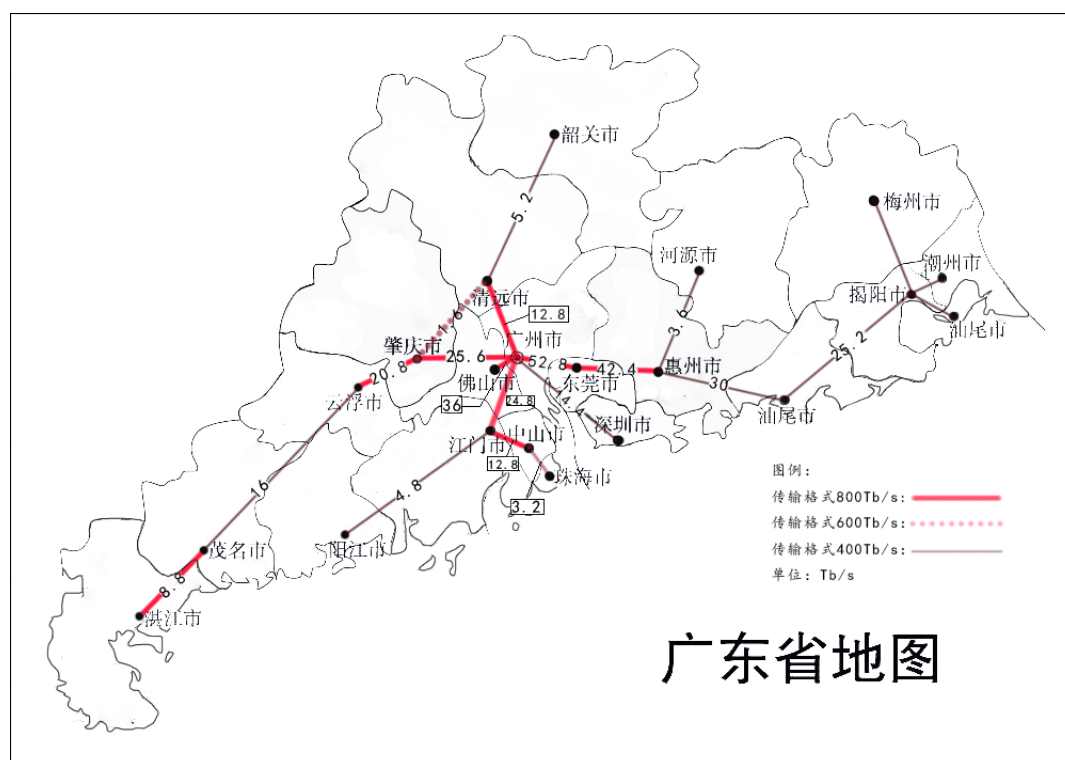 韶关市
5.2
梅州市
河源市
潮州市
清远市
揭阳市
12.8
1.6
3.6
汕尾市
广州市
肇庆市
25.6
52.8
25.2
20.8
42.4
惠州市
佛山市
东莞市
30
云浮市
36
24.8
14.4
汕尾市
深圳市
中山市
江门市
12.8
珠海市
16
4.8
3.2
阳江市
茂名市
8.8
湛江市
图例：
传输格式800Tb/s:
传输格式600Tb/s:
传输格式400Tb/s:
单位：Tb/s
广东省地图